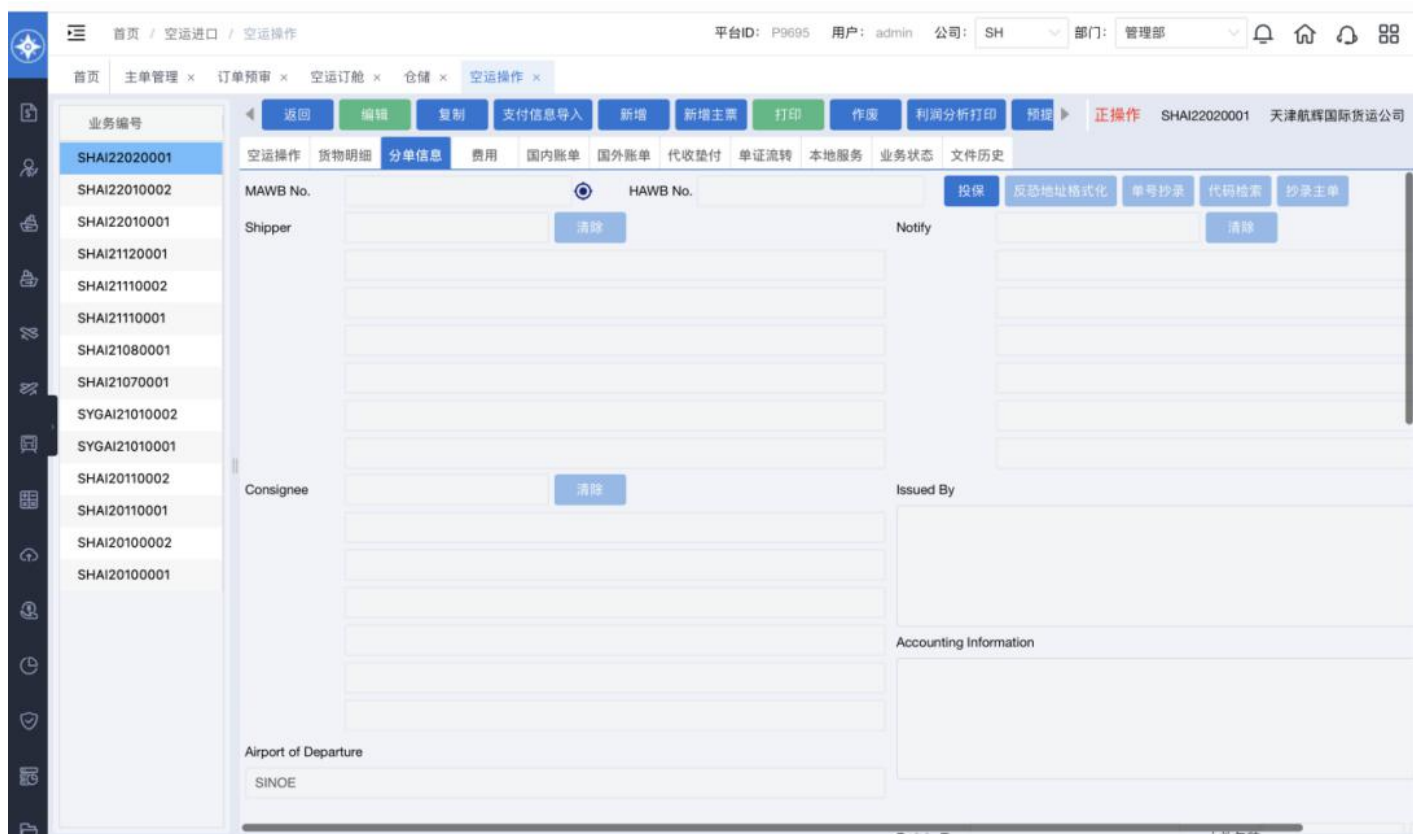 首页 / 空运进口 / 空运操作
平台ID: P9695 用户: admin 公司: SH 部门: 管理部
首页 主单管理 × 订单预审 × 空运订舱 × 仓储 × 空运操作 ×
返回 编辑 复制 支付信息导入 新增 新增主票 打印 作废 利润分析打印 预提 正操作 SHAI22020001 天津航辉国际货运公司
空运操作 货物明细 分单信息 费用 国内账单 国外账单 代收垫付 单证流转 本地服务 业务状态 文件历史
业务编号
SHAI22020001
SHAI22010002
SHAI22010001
SHAI21120001
SHAI21110002
SHAI21110001
SHAI21080001
SHAI21070001
SYGAI21010002
SYGAI21010001
SHAI20110002
SHAI20110001
SHAI20100002
SHAI20100001
MAWB No. HAWB No. 投保 反恐地址格式化 单号抄录 代码检索 抄录主单
Shipper 清除 Notify 清除
Consignee 清除 Issued By
Accounting Information
Airport of Departure
SINOE